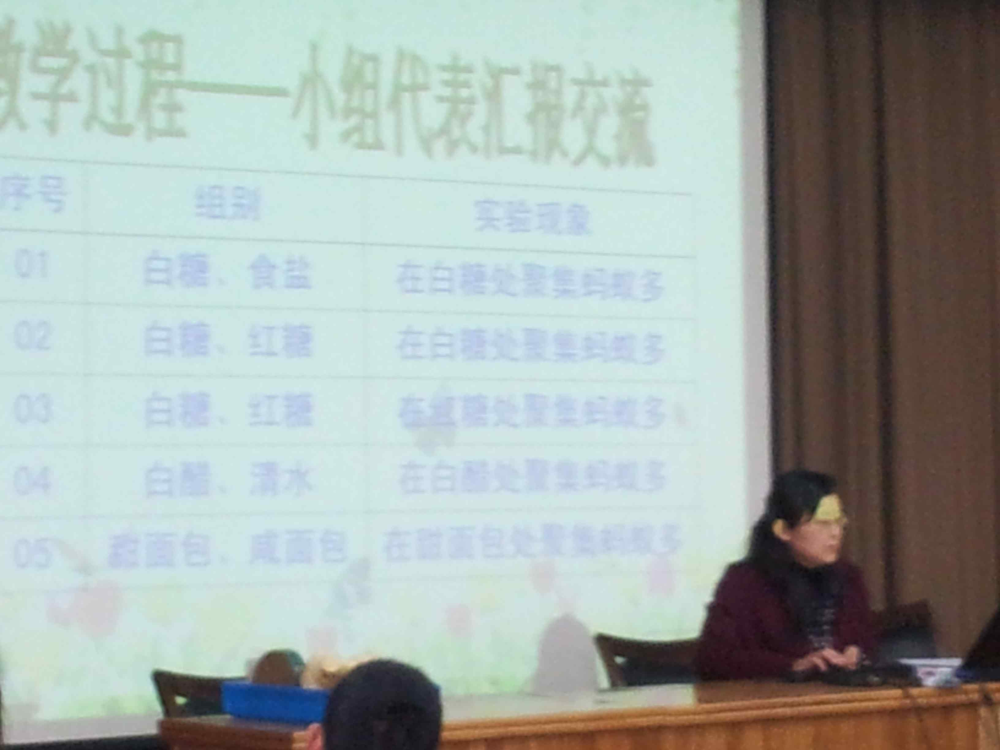 教学过程——小组代表汇报交流
序号 组别 实验现象
01 白糖、食盐 在白糖处聚集蚂蚁多
02 白糖、红糖 在白糖处聚集蚂蚁多
03 白糖、红糖 在红糖处聚集蚂蚁多
04 白醋、清水 在白醋处聚集蚂蚁多
05 甜面包、咸面包 在甜面包处聚集蚂蚁多